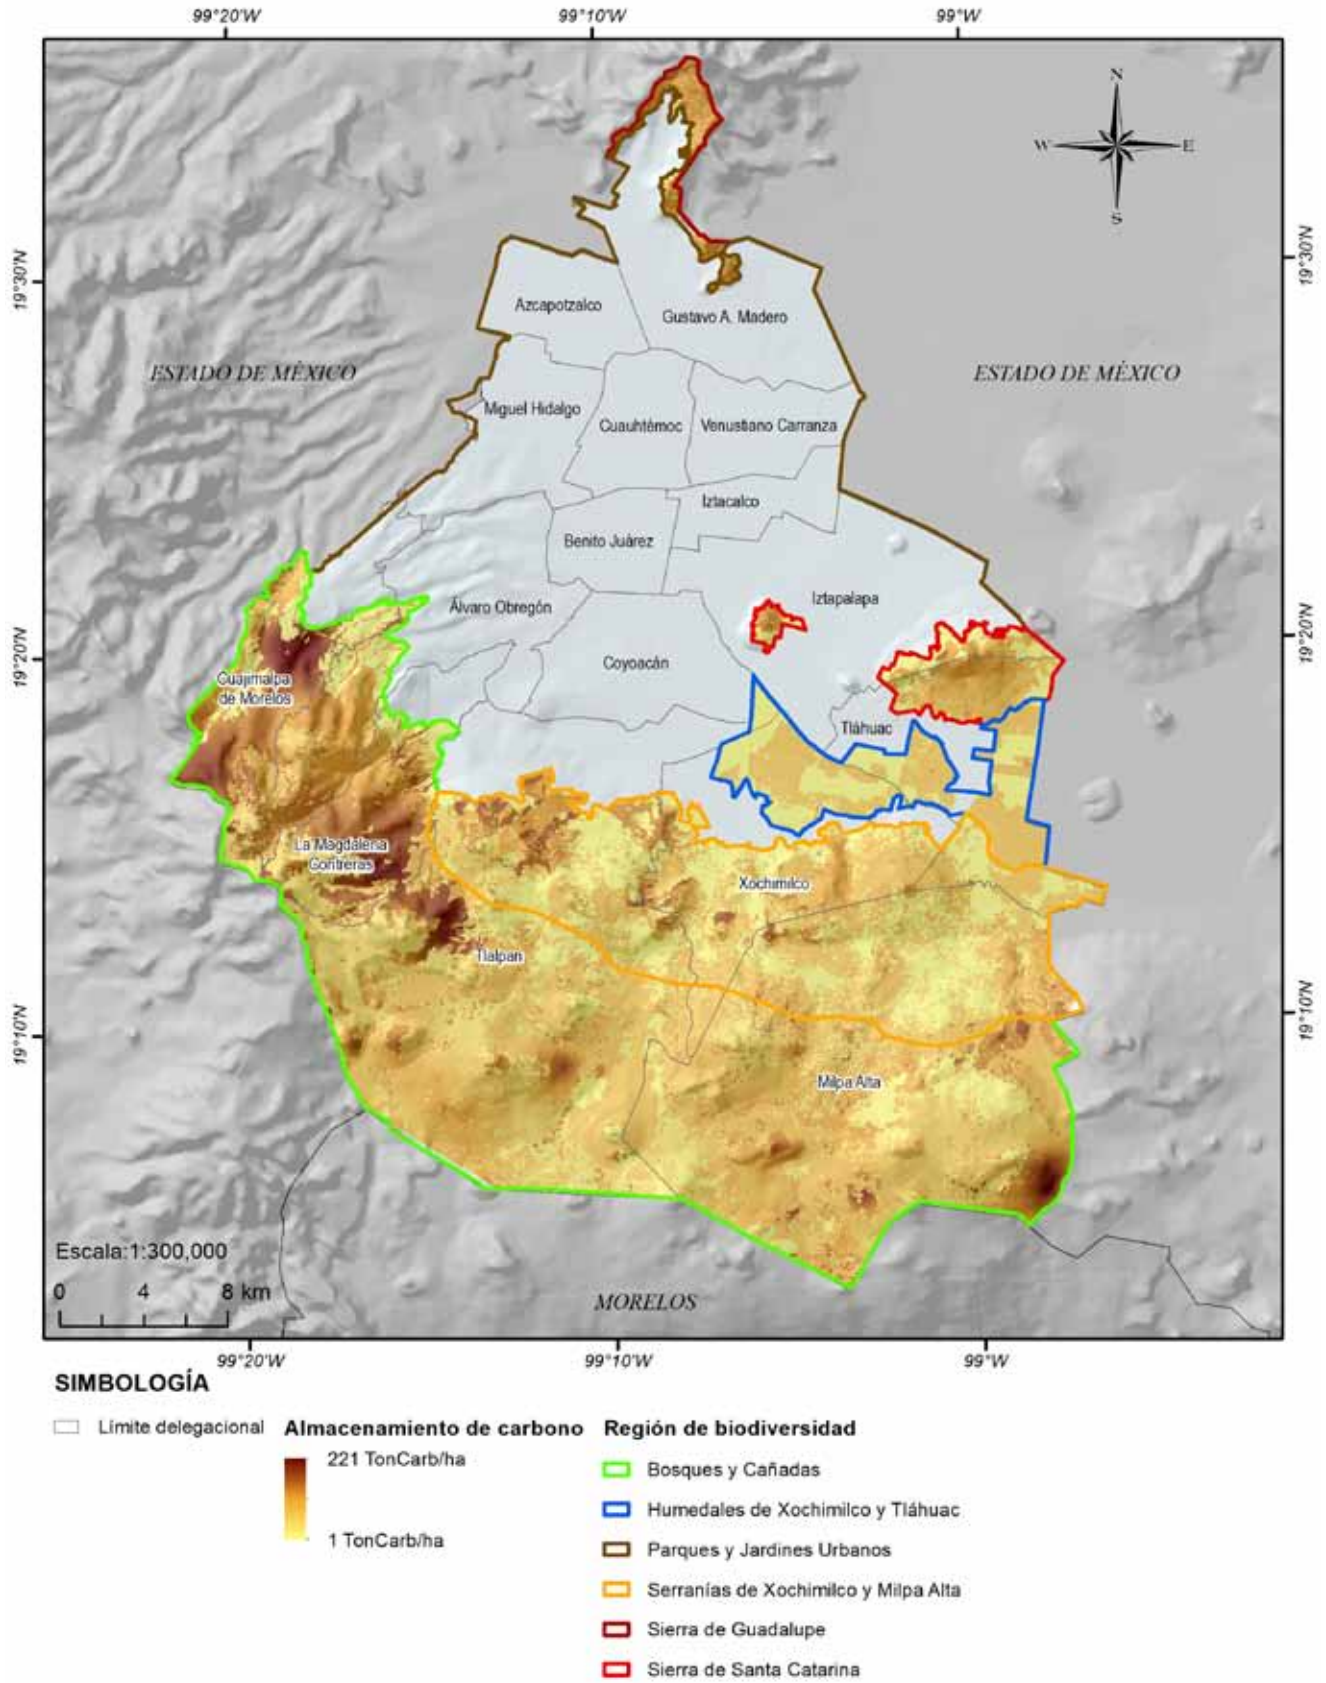 99°20'W 99°10'W 99°W
N
W E
S
19°30'N 19°30'N
Azcapotzalco
Gustavo A. Madero
ESTADO DE MÉXICO ESTADO DE MÉXICO
Miguel Hidalgo
Cuauhtémoc Venustiano Carranza
Iztacalco
Benito Juárez
Iztapalapa
Álvaro Obregón
19°20'N 19°20'N
Coyoacán
Cuajimalpa
de Morelos
Tláhuac
La Magdalena
Contreras
Xochimilco
Tlalpan
19°10'N 19°10'N
Milpa Alta
Escala:1:300,000
0 4 8 km
MORELOS
99°20'W 99°10'W 99°W
SIMBOLOGÍA
Límite delegacional Almacenamiento de carbono Región de biodiversidad
221 TonCarb/ha
Bosques y Cañadas
Humedales de Xochimilco y Tláhuac
1 TonCarb/ha
Parques y Jardines Urbanos
Serranías de Xochimilco y Milpa Alta
Sierra de Guadalupe
Sierra de Santa Catarina